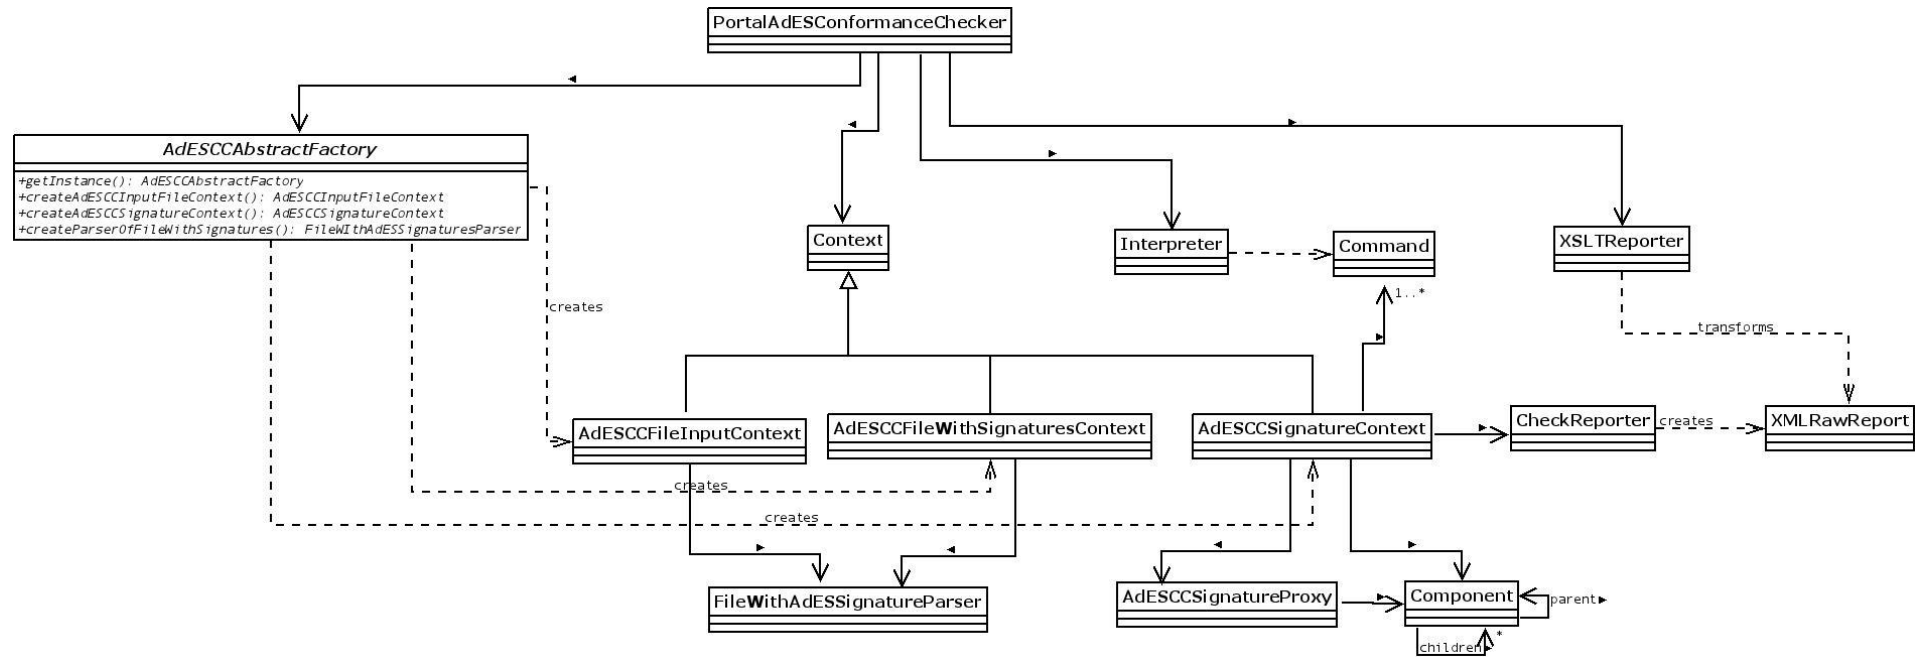 PortalAdESConformanceChecker
AdESCCAbstractFactory
+getInstance(): AdESCCAbstractFactory
+createAdESCCInputFileContext(): AdESCCInputFileContext
+createAdESCCSignatureContext(): AdESCCSignatureContext
+createParserOfFileWithSignatures(): FileWIthAdESSignaturesParser
Context
Interpreter
Command
XSLTReporter
1..*
creates
transforms
AdESCCFileInputContext
AdESCCFileWithSignaturesContext
AdESCCSignatureContext
CheckReporter
creates
XMLRawReport
creates
creates
FileWithAdESSignatureParser
AdESCCSignatureProxy
Component
parent
children
*